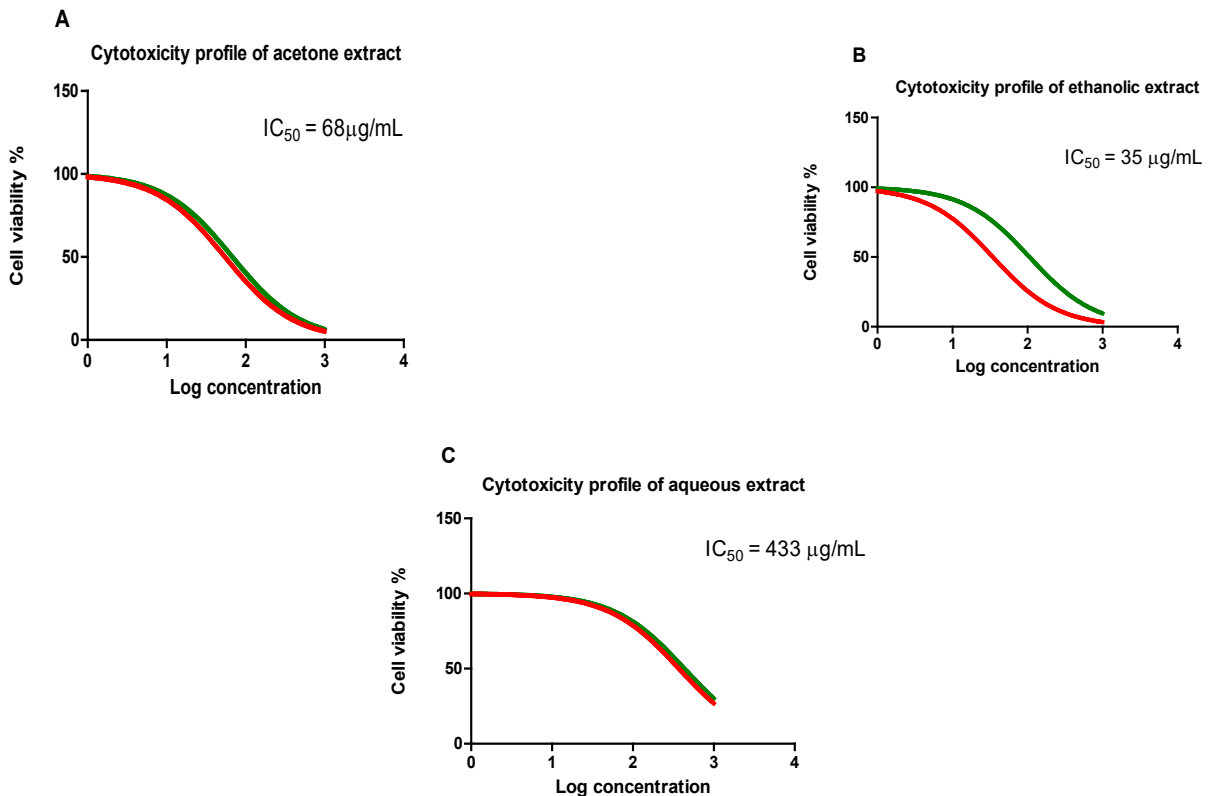 A
Cytotoxicity profile of acetone extract
IC50 = 68μg/mL
Cell viability %
150
100
50
0
0 1 2 3 4
Log concentration
B
Cytotoxicity profile of ethanolic extract
IC50 = 35 μg/mL
Cell viability %
150
100
50
0
0 1 2 3 4
Log concentration
C
Cytotoxicity profile of aqueous extract
IC50 = 433 μg/mL
Cell viability %
150
100
50
0
0 1 2 3 4
Log concentration